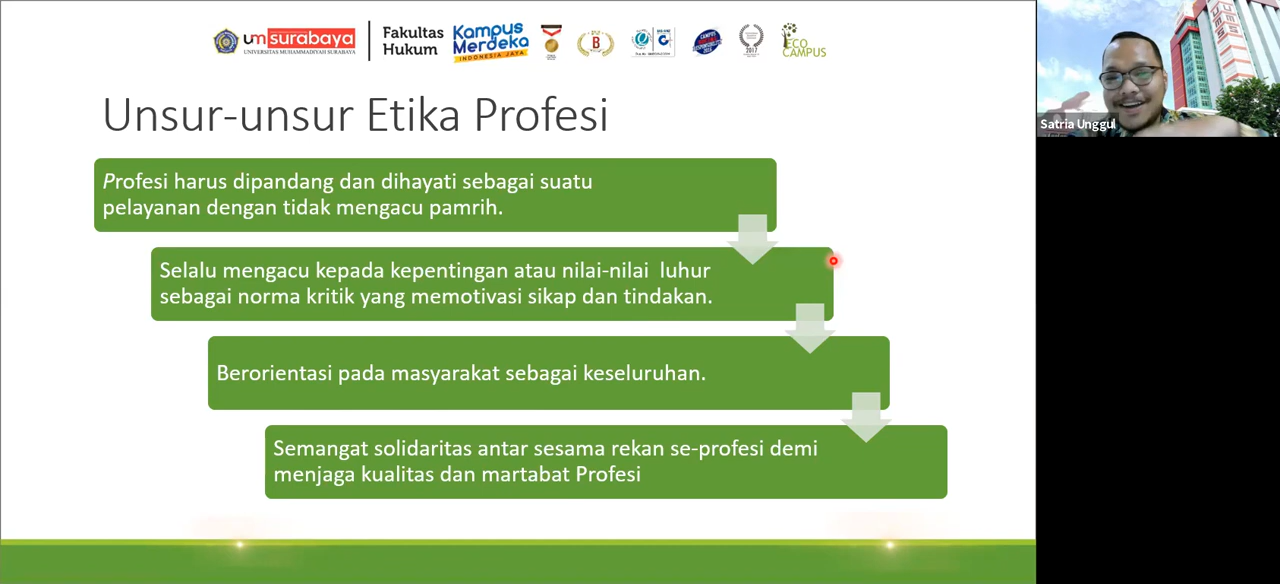 umsurabaya
UNIVERSITAS MUHAMMADIYAH SURABAYA
Fakultas
Hukum
Kampus
Merdeka
INDONESIA JAYA
B
2017
ECO
CAMPUS
Satria Unggul
Unsur-unsur Etika Profesi
Profesi harus dipandang dan dihayati sebagai suatu
pelayanan dengan tidak mengacu pamrih.
Selalu mengacu kepada kepentingan atau nilai-nilai luhur
sebagai norma kritik yang memotivasi sikap dan tindakan.
Berorientasi pada masyarakat sebagai keseluruhan.
Semangat solidaritas antar sesama rekan se-profesi demi
menjaga kualitas dan martabat Profesi